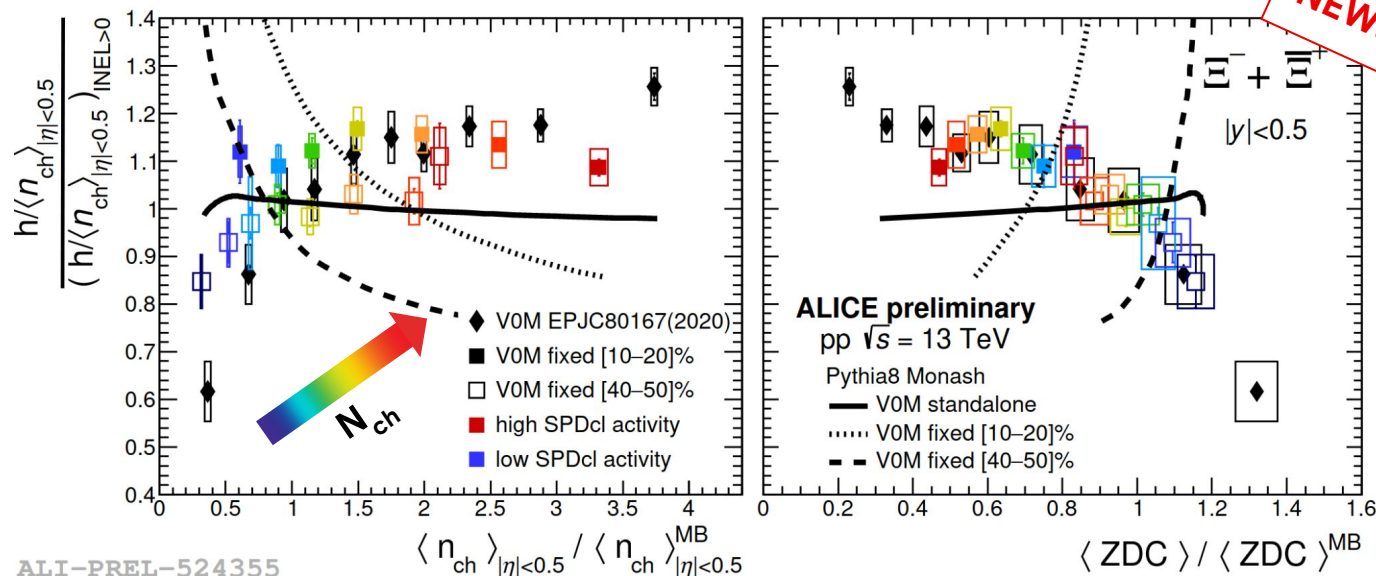 NEW!
h/⟨n_ch⟩_|η|<0.5
( h/⟨n_ch⟩_|η|<0.5 )_INEL>0
1.4
1.3
1.2
1.1
1
0.9
0.8
0.7
0.6
0.5
0.4
N_ch
V0M EPJC80167(2020)
V0M fixed [10–20]%
V0M fixed [40–50]%
high SPDcl activity
low SPDcl activity
0 0.5 1 1.5 2 2.5 3 3.5 4
⟨ n_ch ⟩_|η|<0.5 / ⟨ n_ch ⟩^MB_|η|<0.5
Ξ⁻ + Ξ̅⁺
|y|<0.5
ALICE preliminary
pp √s = 13 TeV
Pythia8 Monash
V0M standalone
V0M fixed [10–20]%
V0M fixed [40–50]%
0 0.2 0.4 0.6 0.8 1 1.2 1.4 1.6
⟨ ZDC ⟩ / ⟨ ZDC ⟩^MB
ALI−PREL−524355